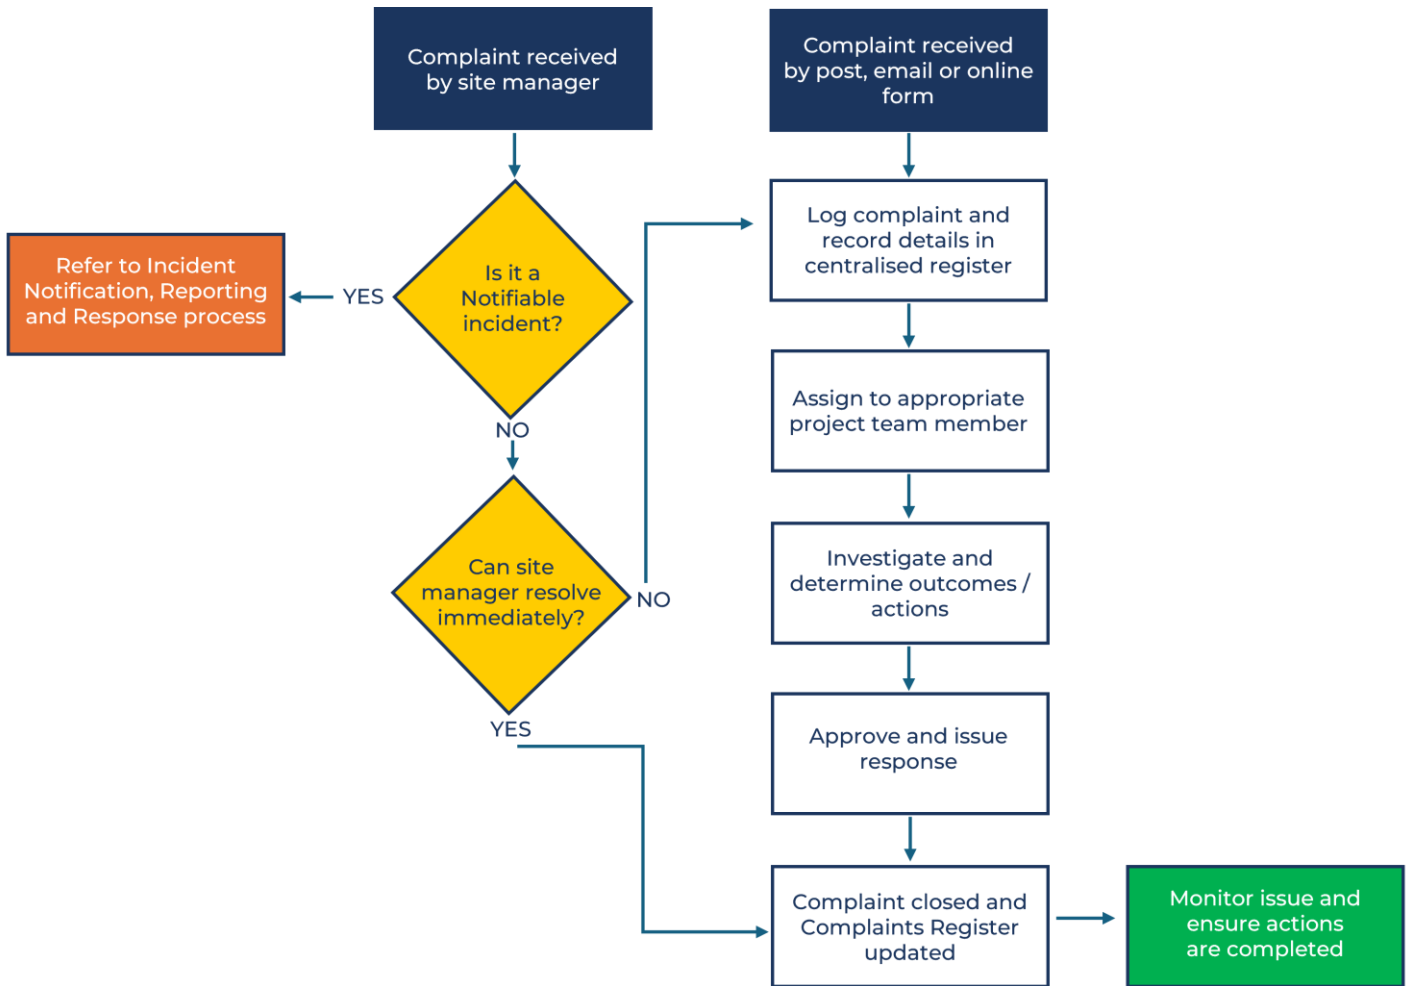 Complaint received
by site manager
Complaint received
by post, email or online
form
Is it a
Notifiable
incident?
YES
Refer to Incident
Notification, Reporting
and Response process
NO
Can site
manager resolve
immediately?
NO
YES
Log complaint and
record details in
centralised register
Assign to appropriate
project team member
Investigate and
determine outcomes /
actions
Approve and issue
response
Complaint closed and
Complaints Register
updated
Monitor issue and
ensure actions
are completed